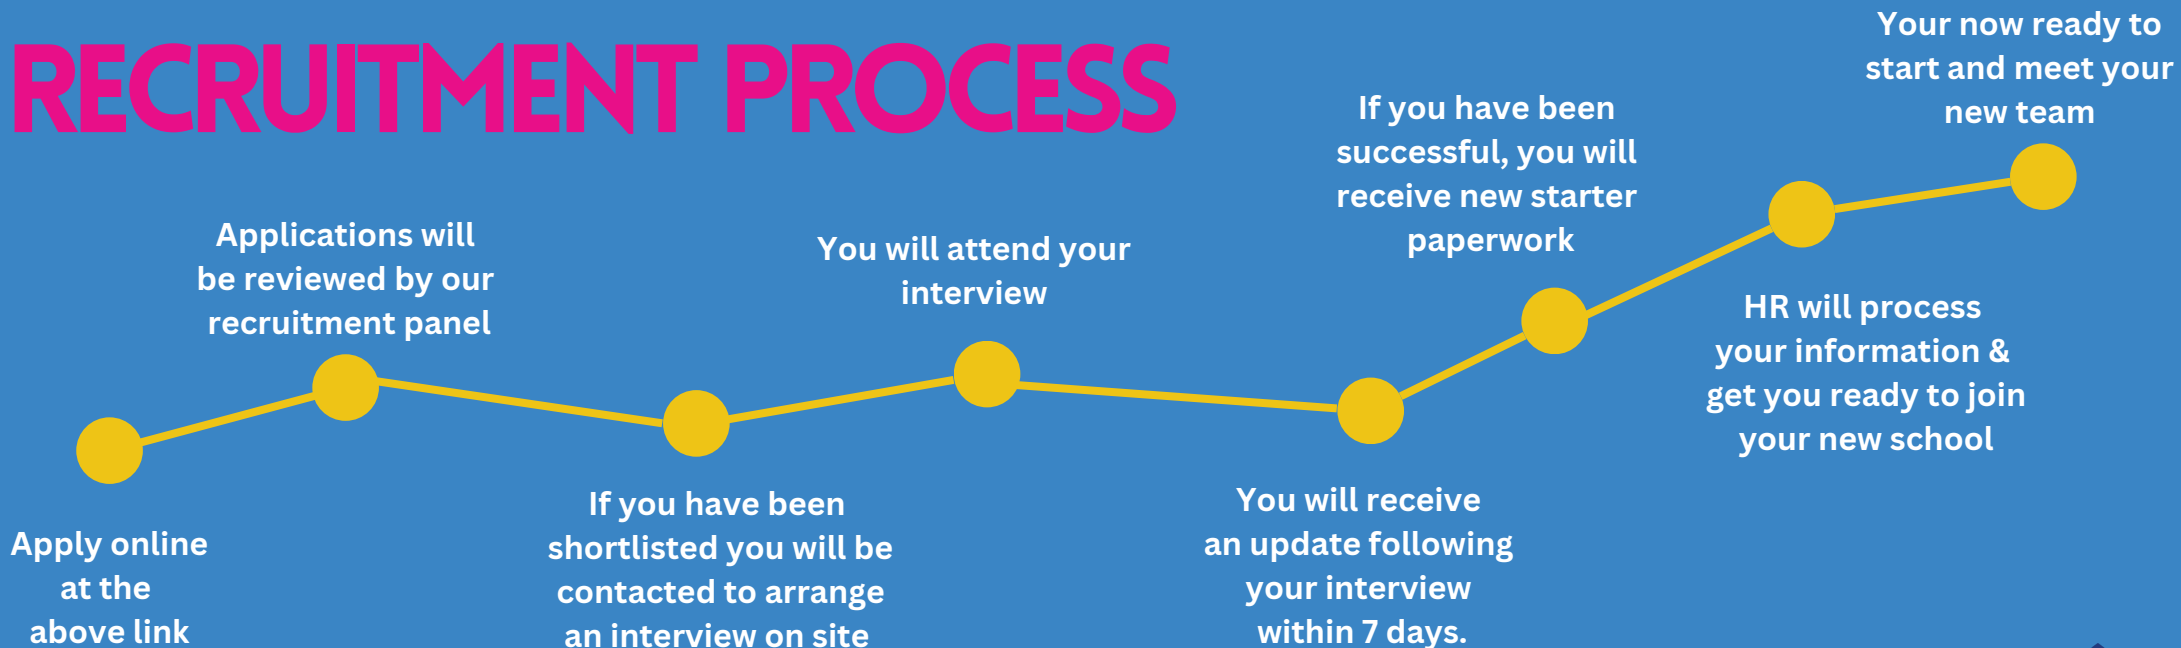 RECRUITMENT PROCESS
Apply online
at the
above link
Applications will
be reviewed by our
recruitment panel
If you have been
shortlisted you will be
contacted to arrange
an interview on site
You will attend your
interview
You will receive
an update following
your interview
within 7 days.
If you have been
successful, you will
receive new starter
paperwork
HR will process
your information &
get you ready to join
your new school
Your now ready to
start and meet your
new team